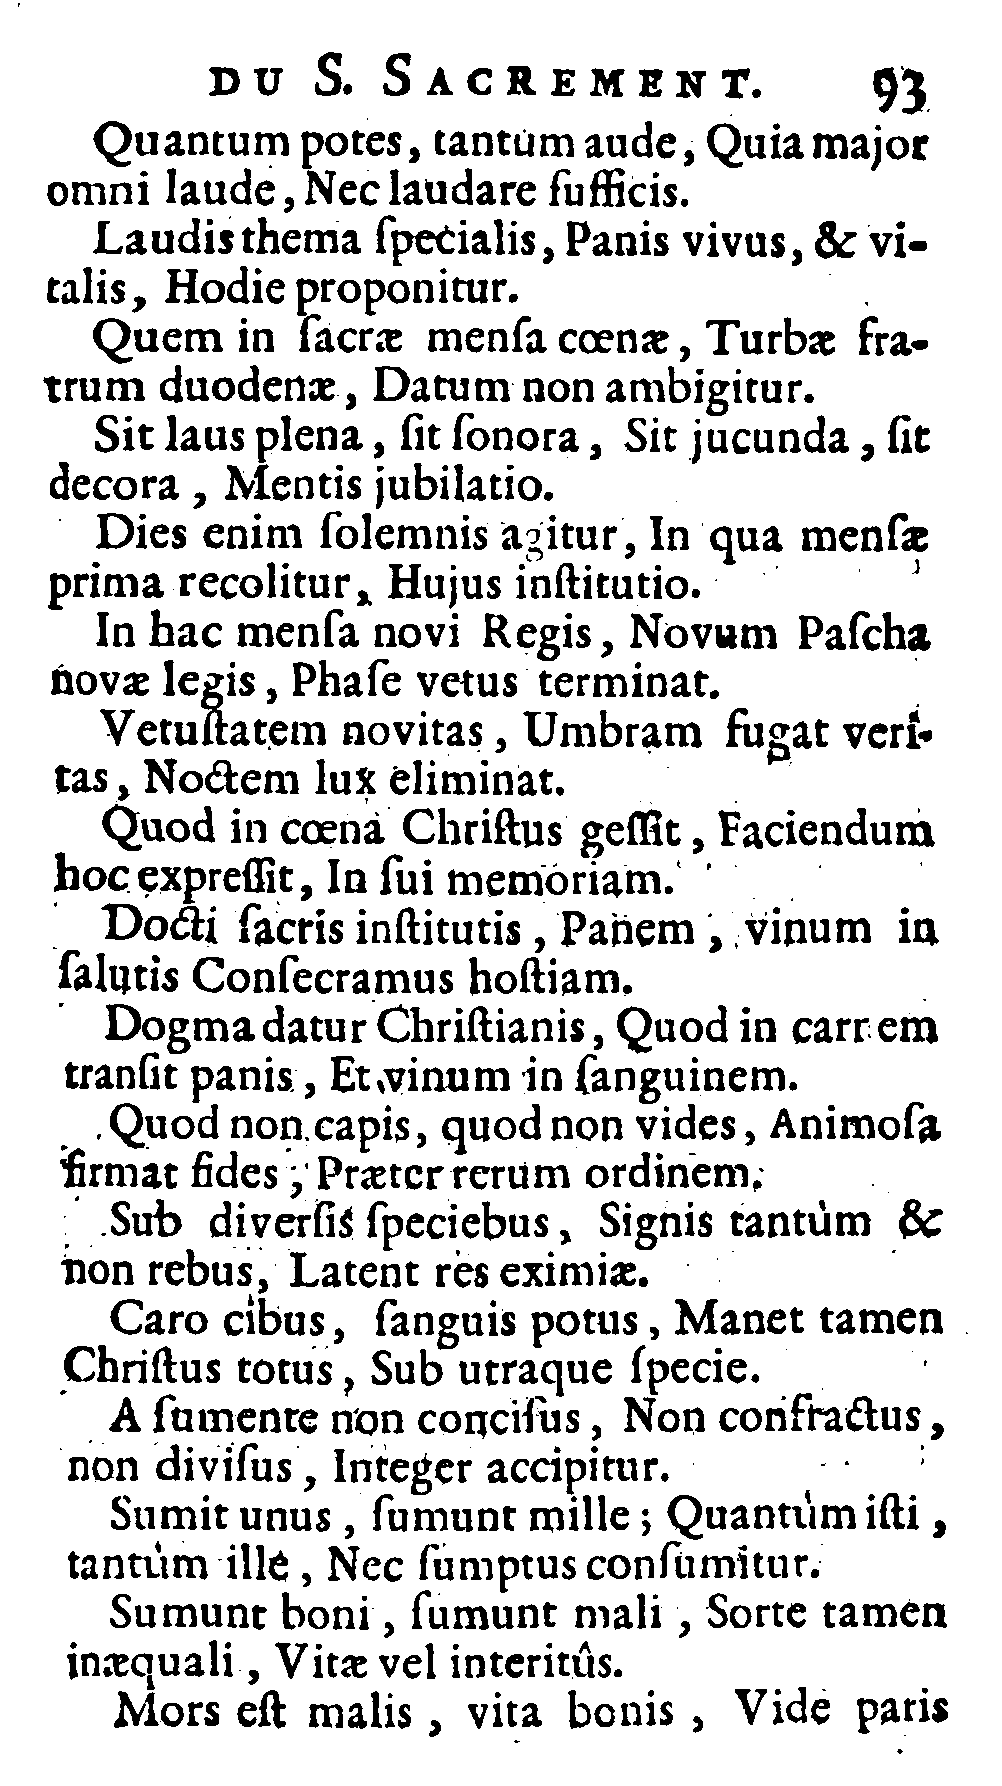 DU S. SACREMENT. 93
Quantum potes, tantùm aude, Quia major
omni laude, Nec laudare ſufficis.
Laudis thema ſpecialis, Panis vivus, & vi-
talis, Hodie proponitur.
Quem in ſacræ menſa cœnæ, Turbæ fra-
trum duodenæ, Datum non ambigitur.
Sit laus plena, ſit ſonora, Sit jucunda, ſit
decora, Mentis jubilatio.
Dies enim ſolemnis agitur, In qua menſæ
prima recolitur, Hujus inſtitutio.
In hac menſa novi Regis, Novum Paſcha
novæ legis, Phaſe vetus terminat.
Vetuſtatem novitas, Umbram fugat veri-
tas, Noctem lux eliminat.
Quod in cœna Chriſtus geſſit, Faciendum
hoc expreſſit, In ſui memoriam.
Docti ſacris inſtitutis, Panem, vinum in
ſalutis Conſecramus hoſtiam.
Dogma datur Chriſtianis, Quod in carnem
tranſit panis, Et vinum in ſanguinem.
Quod non capis, quod non vides, Animoſa
firmat fides; Præter rerum ordinem.
Sub diverſis ſpeciebus, Signis tantùm &
non rebus, Latent res eximiæ.
Caro cibus, ſanguis potus, Manet tamen
Chriſtus totus, Sub utraque ſpecie.
A ſumente non conciſus, Non confractus,
non diviſus, Integer accipitur.
Sumit unus, ſumunt mille; Quantùm iſti,
tantùm ille, Nec ſumptus conſumitur.
Sumunt boni, ſumunt mali, Sorte tamen
inæquali, Vitæ vel interitûs.
Mors eſt malis, vita bonis, Vide paris